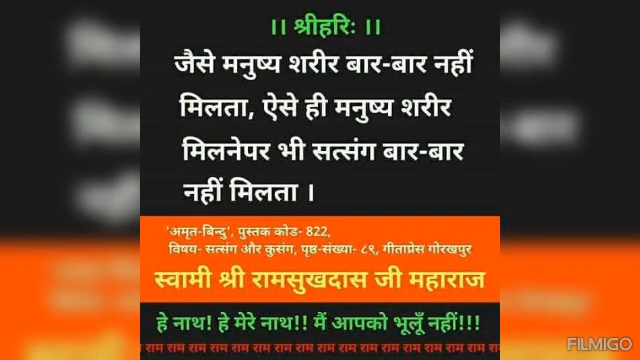 ।। श्रीहरिः ।।
जैसे मनुष्य शरीर बार-बार नहीं
मिलता, ऐसे ही मनुष्य शरीर
मिलनेपर भी सत्संग बार-बार
नहीं मिलता ।
'अमृत-बिन्दु', पुस्तक कोड- 822,
विषय- सत्संग और कुसंग, पृष्ठ-संख्या- ८९, गीताप्रेस गोरखपुर
स्वामी श्री रामसुखदास जी महाराज
हे नाथ! हे मेरे नाथ!! मैं आपको भूलूँ नहीं!!!
राम राम राम राम राम राम राम राम राम राम राम राम राम राम राम राम राम
FILMIGO